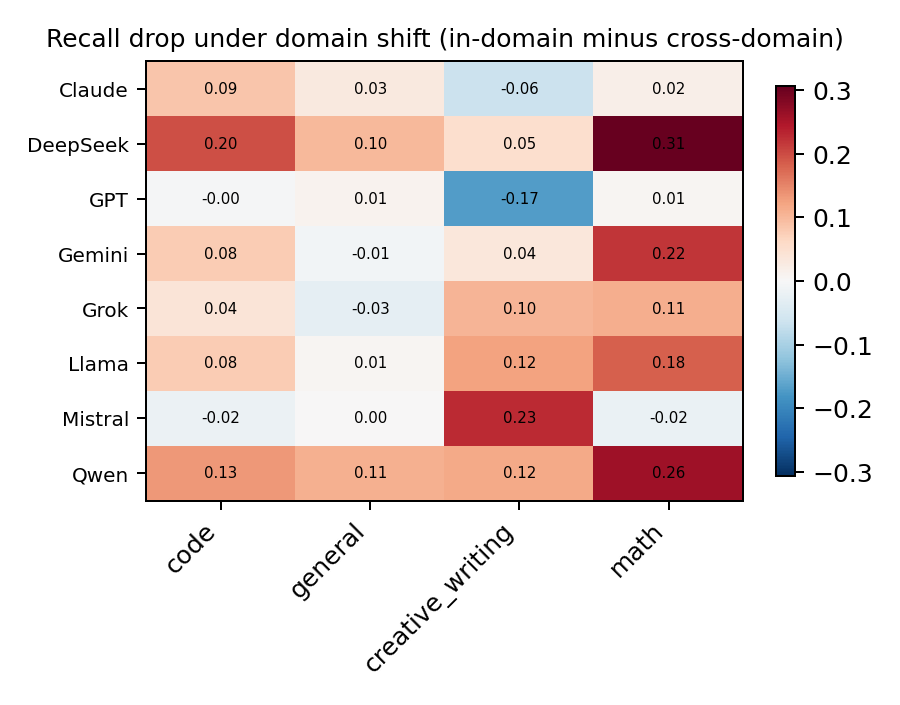 Recall drop under domain shift (in-domain minus cross-domain)
Claude 0.09 0.03 -0.06 0.02
DeepSeek 0.20 0.10 0.05 0.31
GPT -0.00 0.01 -0.17 0.01
Gemini 0.08 -0.01 0.04 0.22
Grok 0.04 -0.03 0.10 0.11
Llama 0.08 0.01 0.12 0.18
Mistral -0.02 0.00 0.23 -0.02
Qwen 0.13 0.11 0.12 0.26
code general creative_writing math
0.3
0.2
0.1
0.0
−0.1
−0.2
−0.3